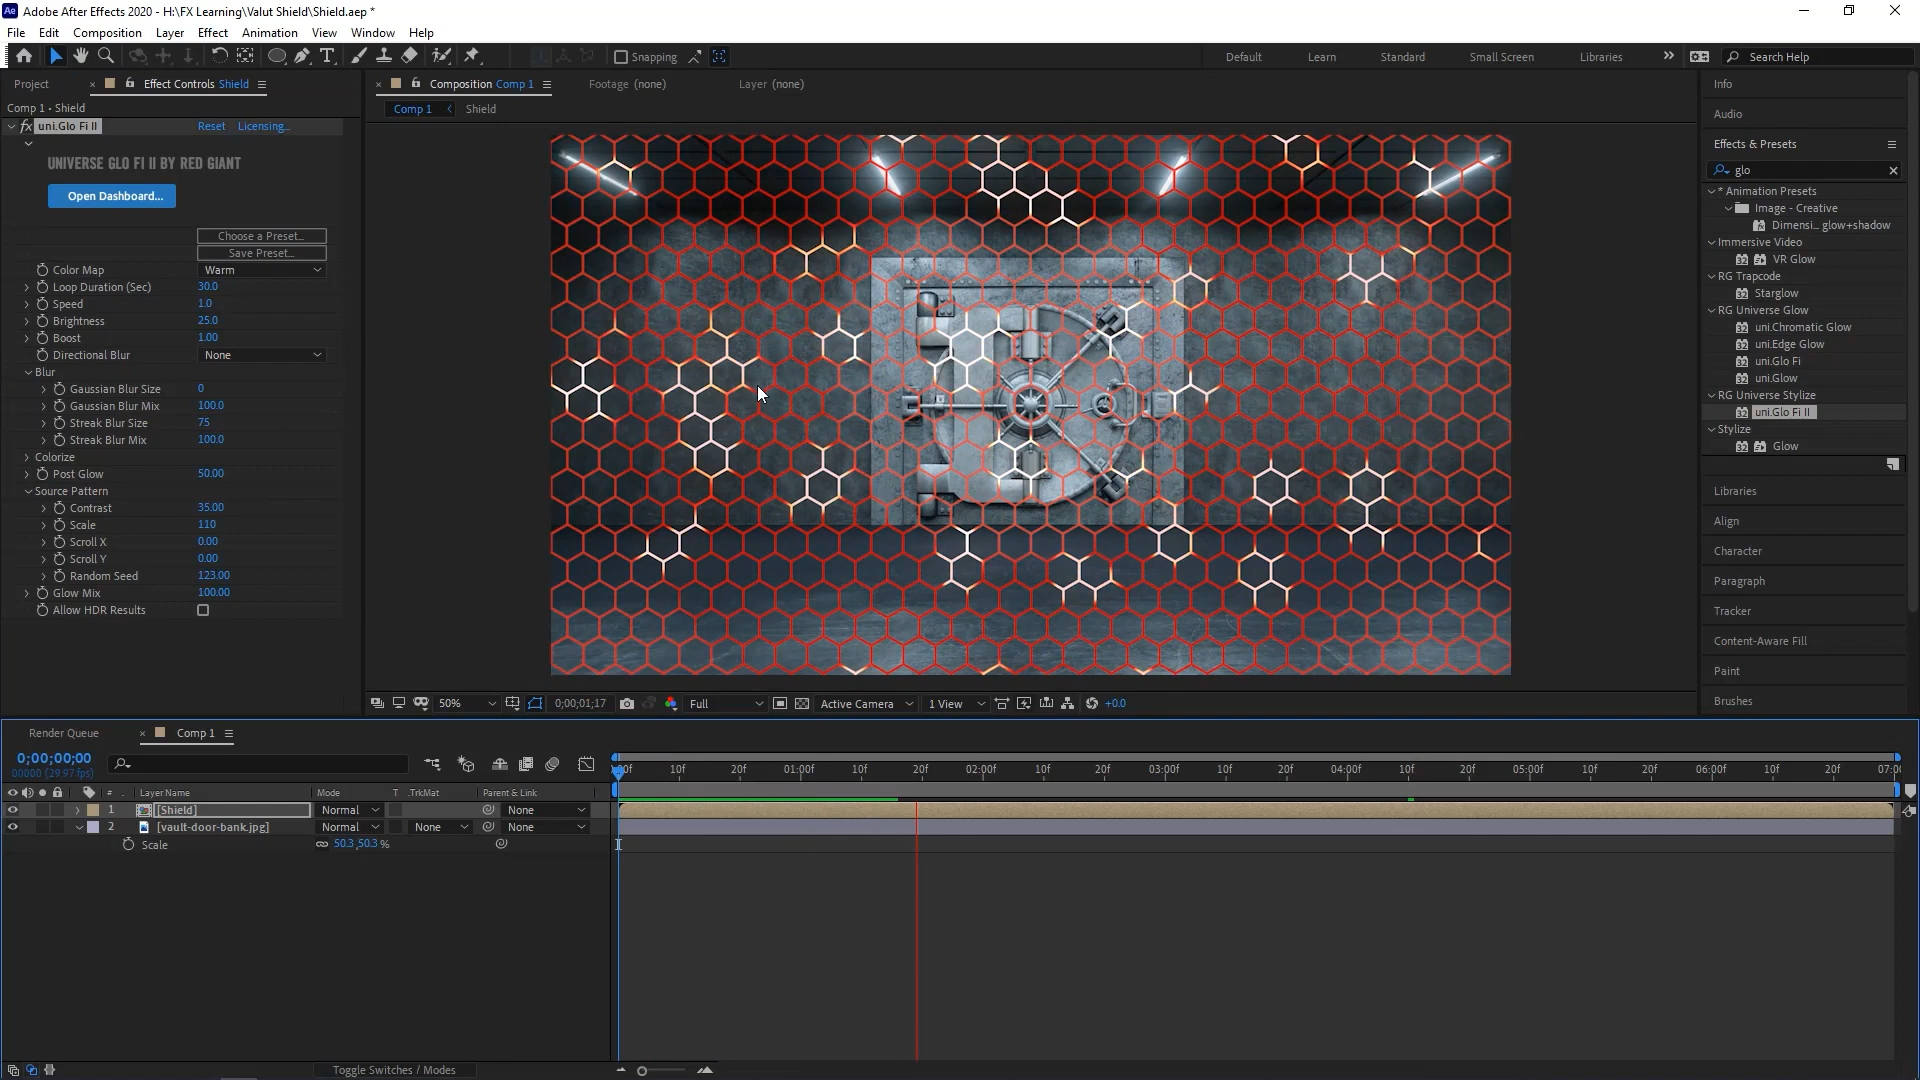 Ae Adobe After Effects 2020 - H:\FX Learning\Valut Shield\Shield.aep *
File Edit Composition Layer Effect Animation View Window Help
Snapping Default Learn Standard Small Screen Libraries Search Help
Project Effect Controls Shield
Comp 1 • Shield
fx uni.Glo Fi II Reset Licensing...
UNIVERSE GLO FI II BY RED GIANT
Open Dashboard...
Choose a Preset...
Save Preset...
Color Map Warm
Loop Duration (Sec) 30.0
Speed 1.0
Brightness 25.0
Boost 1.00
Directional Blur None
Blur
Gaussian Blur Size 0
Gaussian Blur Mix 100.0
Streak Blur Size 75
Streak Blur Mix 100.0
Colorize
Post Glow 50.00
Source Pattern
Contrast 35.00
Scale 110
Scroll X 0.00
Scroll Y 0.00
Random Seed 123.00
Glow Mix 100.00
Allow HDR Results
Composition Comp 1 Footage (none) Layer (none)
Comp 1 Shield
50% 0;00;01;17 Full Active Camera 1 View +0.0
Info
Audio
Effects & Presets
glo
* Animation Presets
Image - Creative
Dimensi... glow+shadow
Immersive Video
32 VR Glow
RG Trapcode
32 Starglow
RG Universe Glow
32 uni.Chromatic Glow
32 uni.Edge Glow
32 uni.Glo Fi
32 uni.Glow
RG Universe Stylize
32 uni.Glo Fi II
Stylize
32 Glow
Libraries
Align
Character
Paragraph
Tracker
Content-Aware Fill
Paint
Brushes
Render Queue Comp 1
0;00;00;00
00000 (29.97 fps)
:00f 10f 20f 01:00f 10f 20f 02:00f 10f 20f 03:00f 10f 20f 04:00f 10f 20f 05:00f 10f 20f 06:00f 10f 20f 07:00
# Layer Name Mode T .TrkMat Parent & Link
1 [Shield] Normal None
2 [vault-door-bank.jpg] Normal None None
Scale 50.3,50.3 %
Toggle Switches / Modes